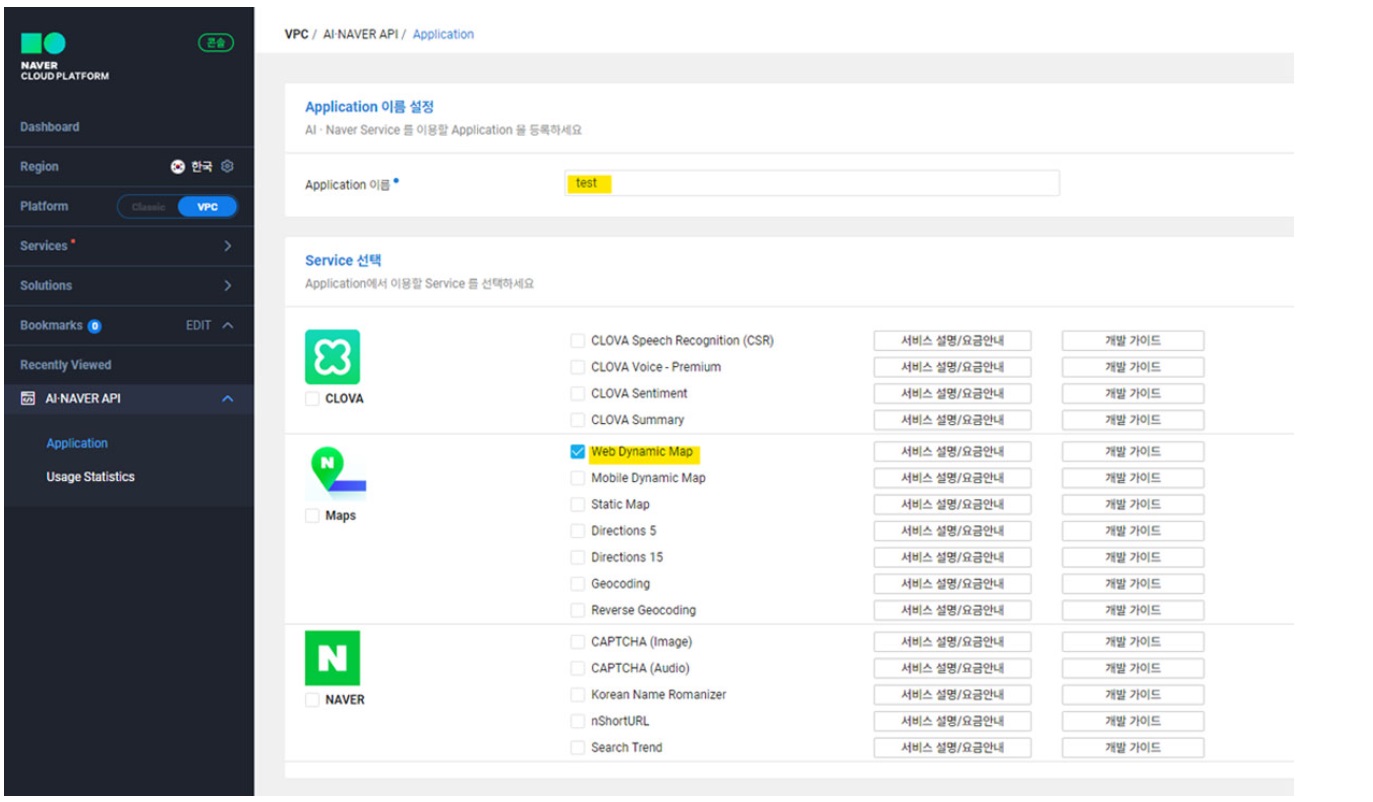 콘솔
NAVER
CLOUD PLATFORM
Dashboard
Region 한국
Platform Classic VPC
Services
Solutions
Bookmarks 0 EDIT
Recently Viewed
AI·NAVER API
Application
Usage Statistics
VPC / AI·NAVER API / Application
Application 이름 설정
AI · Naver Service 를 이용할 Application 을 등록하세요
Application 이름 test
Service 선택
Application에서 이용할 Service 를 선택하세요
CLOVA
CLOVA Speech Recognition (CSR) 서비스 설명/요금안내 개발 가이드
CLOVA Voice - Premium 서비스 설명/요금안내 개발 가이드
CLOVA Sentiment 서비스 설명/요금안내 개발 가이드
CLOVA Summary 서비스 설명/요금안내 개발 가이드
N
Maps
Web Dynamic Map 서비스 설명/요금안내 개발 가이드
Mobile Dynamic Map 서비스 설명/요금안내 개발 가이드
Static Map 서비스 설명/요금안내 개발 가이드
Directions 5 서비스 설명/요금안내 개발 가이드
Directions 15 서비스 설명/요금안내 개발 가이드
Geocoding 서비스 설명/요금안내 개발 가이드
Reverse Geocoding 서비스 설명/요금안내 개발 가이드
N
NAVER
CAPTCHA (Image) 서비스 설명/요금안내 개발 가이드
CAPTCHA (Audio) 서비스 설명/요금안내 개발 가이드
Korean Name Romanizer 서비스 설명/요금안내 개발 가이드
nShortURL 서비스 설명/요금안내 개발 가이드
Search Trend 서비스 설명/요금안내 개발 가이드